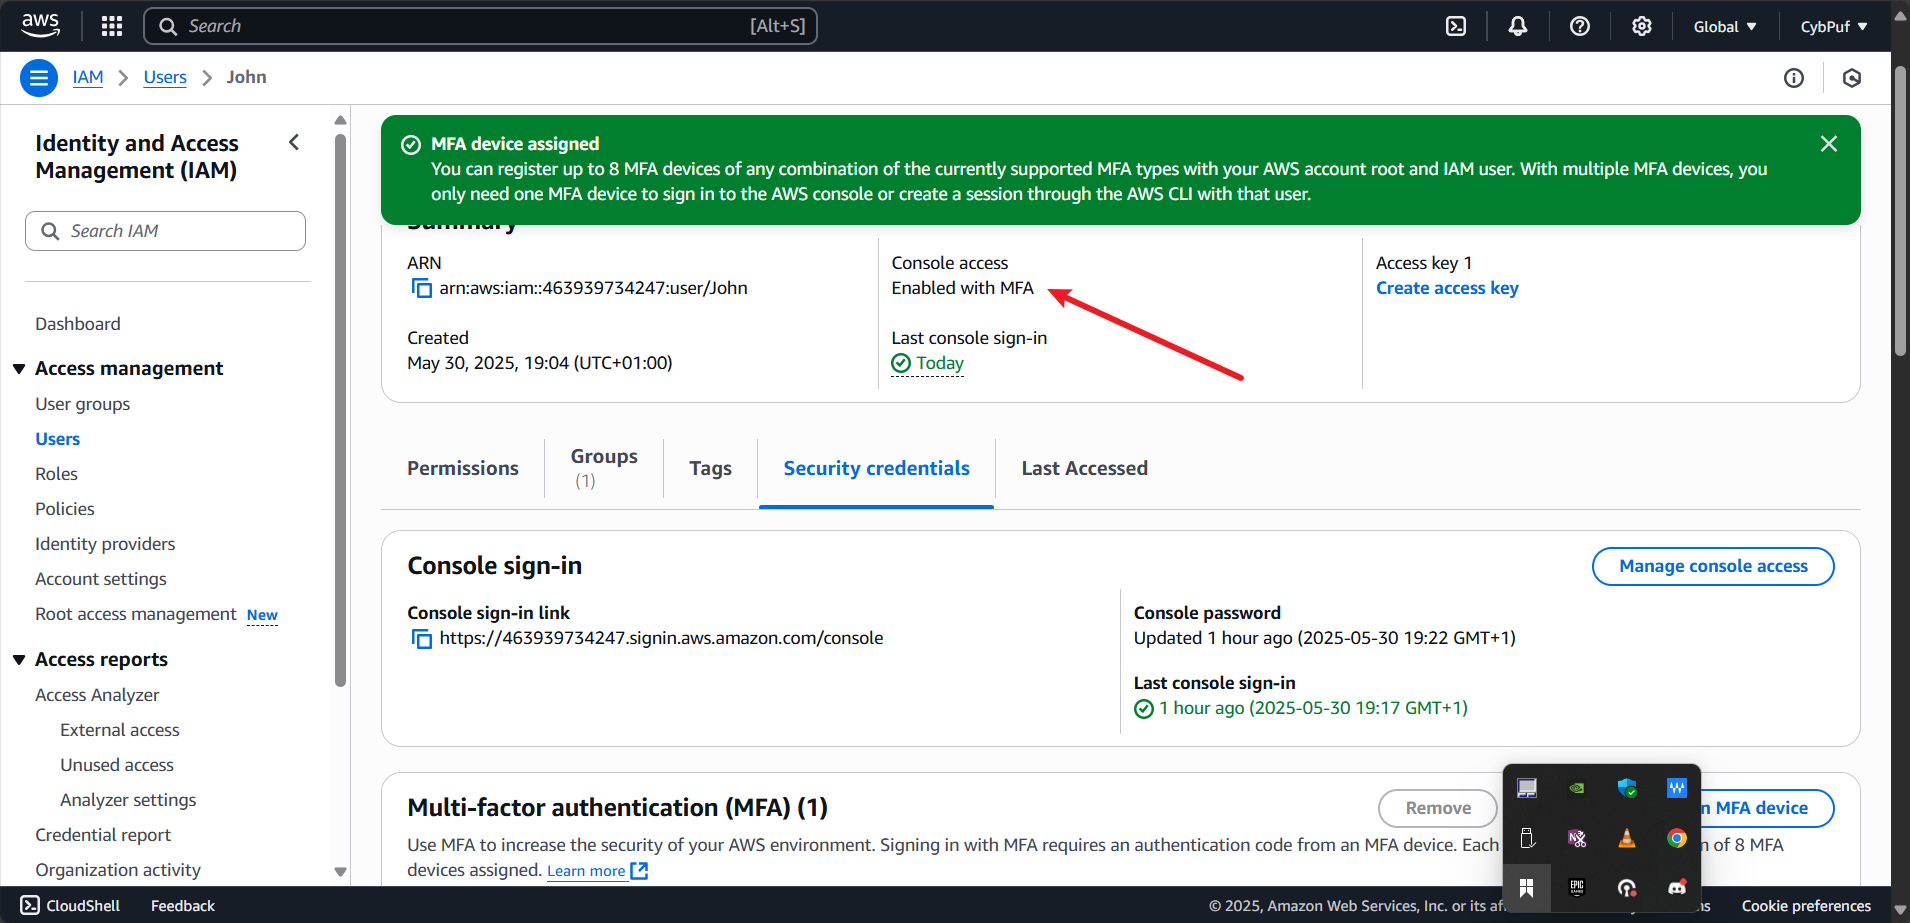 aws
Search
[Alt+S]
Global
CybPuf
IAM
Users
John
Identity and Access
Management (IAM)
Search IAM
Dashboard
Access management
User groups
Users
Roles
Policies
Identity providers
Account settings
Root access management New
Access reports
Access Analyzer
External access
Unused access
Analyzer settings
Credential report
Organization activity
MFA device assigned
You can register up to 8 MFA devices of any combination of the currently supported MFA types with your AWS account root and IAM user. With multiple MFA devices, you
only need one MFA device to sign in to the AWS console or create a session through the AWS CLI with that user.
Summary
ARN
arn:aws:iam::463939734247:user/John
Created
May 30, 2025, 19:04 (UTC+01:00)
Console access
Enabled with MFA
Last console sign-in
Today
Access key 1
Create access key
Permissions
Groups
(1)
Tags
Security credentials
Last Accessed
Console sign-in
Manage console access
Console sign-in link
https://463939734247.signin.aws.amazon.com/console
Console password
Updated 1 hour ago (2025-05-30 19:22 GMT+1)
Last console sign-in
1 hour ago (2025-05-30 19:17 GMT+1)
Multi-factor authentication (MFA) (1)
Remove
n MFA device
Use MFA to increase the security of your AWS environment. Signing in with MFA requires an authentication code from an MFA device. Each
n of 8 MFA
devices assigned. Learn more
EPIC
GAMES
CloudShell
Feedback
© 2025, Amazon Web Services, Inc. or its af
Cookie preferences